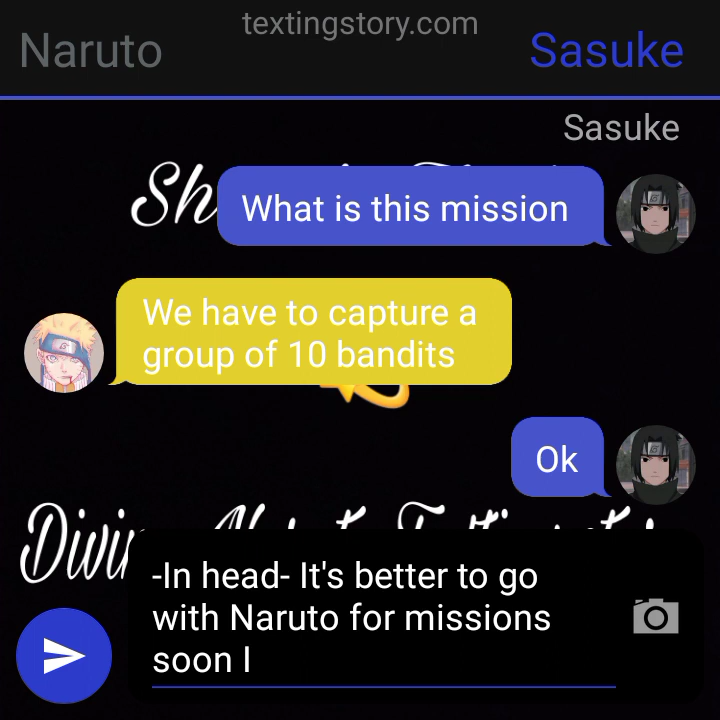 textingstory.com
Naruto Sasuke
Sasuke
What is this mission
We have to capture a
group of 10 bandits
Ok
-In head- It's better to go
with Naruto for missions
soon I